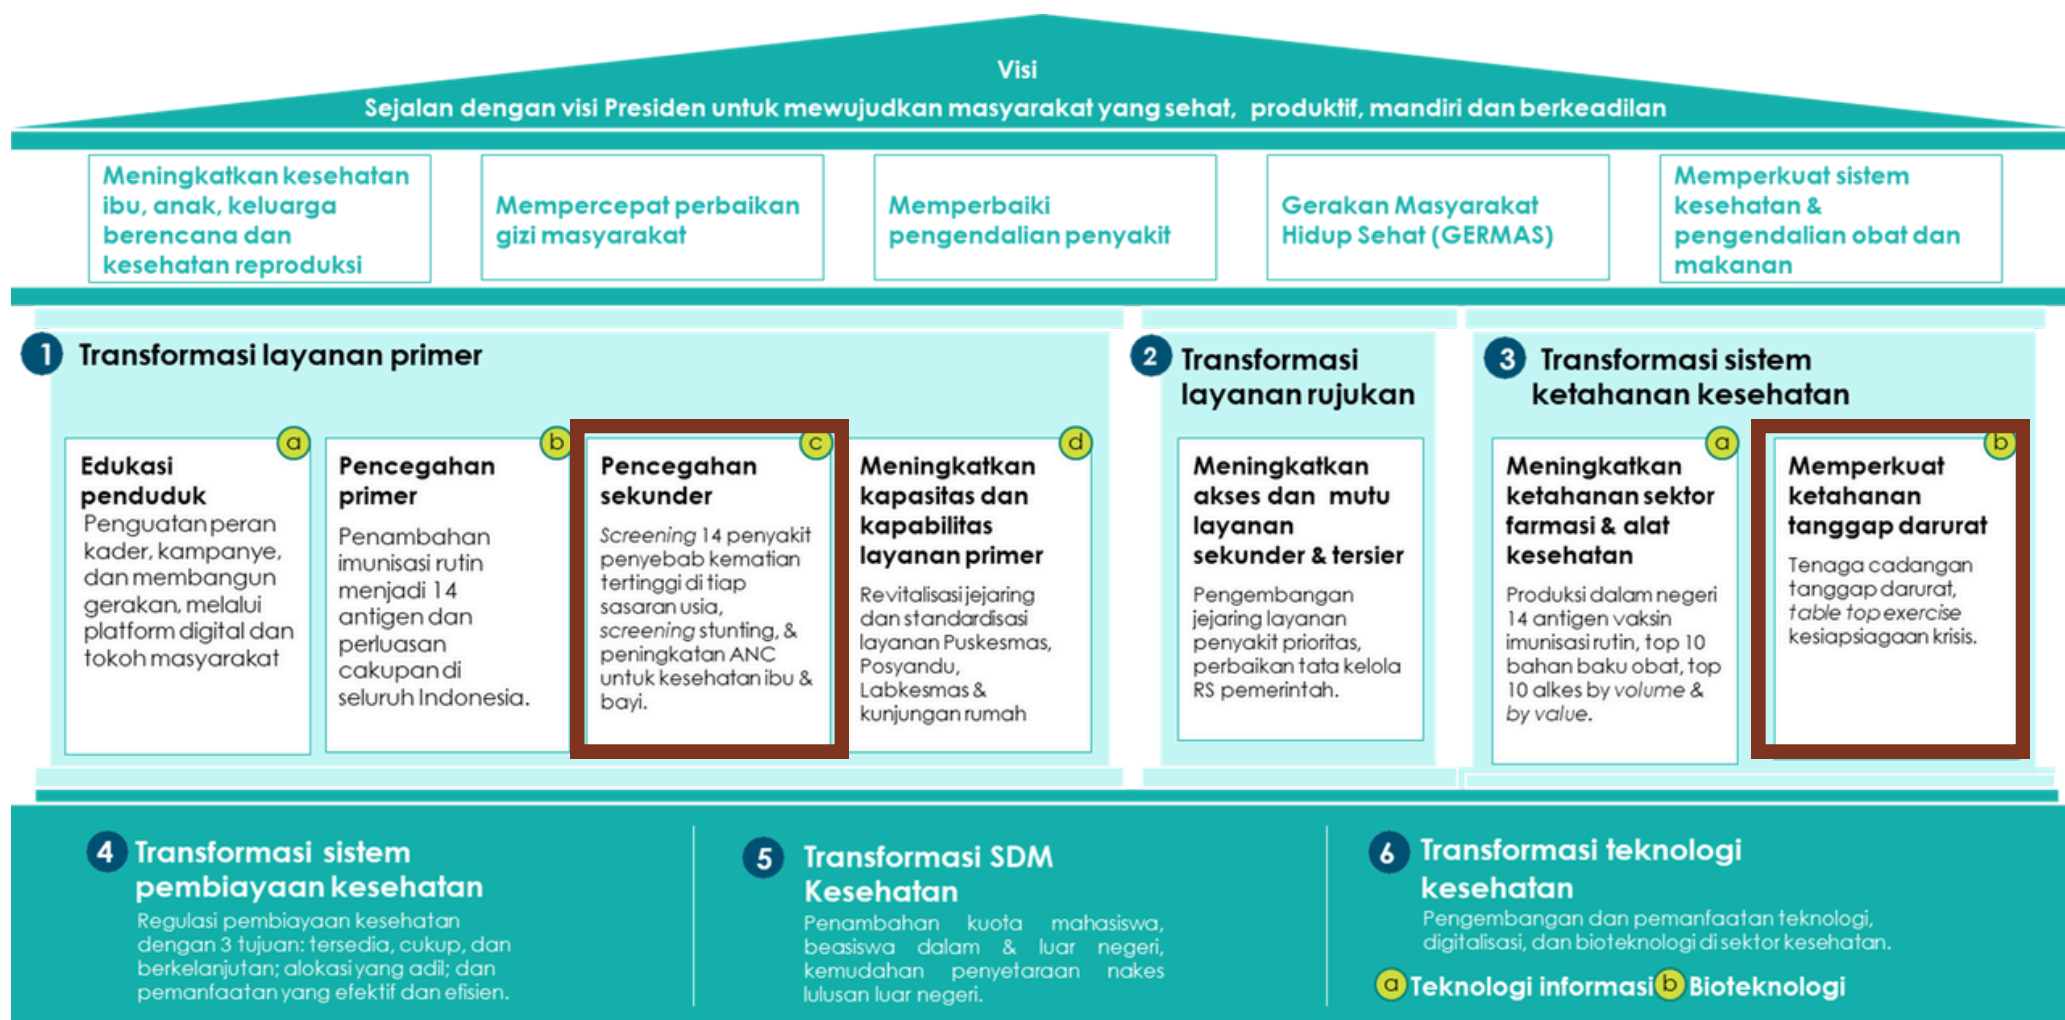 Visi
Sejalan dengan visi Presiden untuk mewujudkan masyarakat yang sehat, produktif, mandiri dan berkeadilan
Meningkatkan kesehatan
ibu, anak, keluarga
berencana dan
kesehatan reproduksi
Mempercepat perbaikan
gizi masyarakat
Memperbaiki
pengendalian penyakit
Gerakan Masyarakat
Hidup Sehat (GERMAS)
Memperkuat sistem
kesehatan &
pengendalian obat dan
makanan
1
Transformasi layanan primer
a
Edukasi
penduduk
Penguatan peran
kader, kampanye,
dan membangun
gerakan, melalui
platform digital dan
tokoh masyarakat
b
Pencegahan
primer
Penambahan
imunisasi rutin
menjadi 14
antigen dan
perluasan
cakupan di
seluruh Indonesia.
c
Pencegahan
sekunder
Screening 14 penyakit
penyebab kematian
tertinggi di tiap
sasaran usia,
screening stunting, &
peningkatan ANC
untuk kesehatan ibu &
bayi.
d
Meningkatkan
kapasitas dan
kapabilitas
layanan primer
Revitalisasi jejaring
dan standardisasi
layanan Puskesmas,
Posyandu,
Labkesmas &
kunjungan rumah
2
Transformasi
layanan rujukan
Meningkatkan
akses dan mutu
layanan
sekunder & tersier
Pengembangan
jejaring layanan
penyakit prioritas,
perbaikan tata kelola
RS pemerintah.
3
Transformasi sistem
ketahanan kesehatan
a
Meningkatkan
ketahanan sektor
farmasi & alat
kesehatan
Produksi dalam negeri
14 antigen vaksin
imunisasi rutin, top 10
bahan baku obat, top
10 alkes by volume &
by value.
b
Memperkuat
ketahanan
tanggap darurat
Tenaga cadangan
tanggap darurat,
table top exercise
kesiapsiagaan krisis.
4
Transformasi sistem
pembiayaan kesehatan
Regulasi pembiayaan kesehatan
dengan 3 tujuan: tersedia, cukup, dan
berkelanjutan; alokasi yang adil; dan
pemanfaatan yang efektif dan efisien.
5
Transformasi SDM
Kesehatan
Penambahan kuota mahasiswa,
beasiswa dalam & luar negeri,
kemudahan penyetaraan nakes
lulusan luar negeri.
6
Transformasi teknologi
kesehatan
Pengembangan dan pemanfaatan teknologi,
digitalisasi, dan bioteknologi di sektor kesehatan.
a Teknologi informasi b Bioteknologi